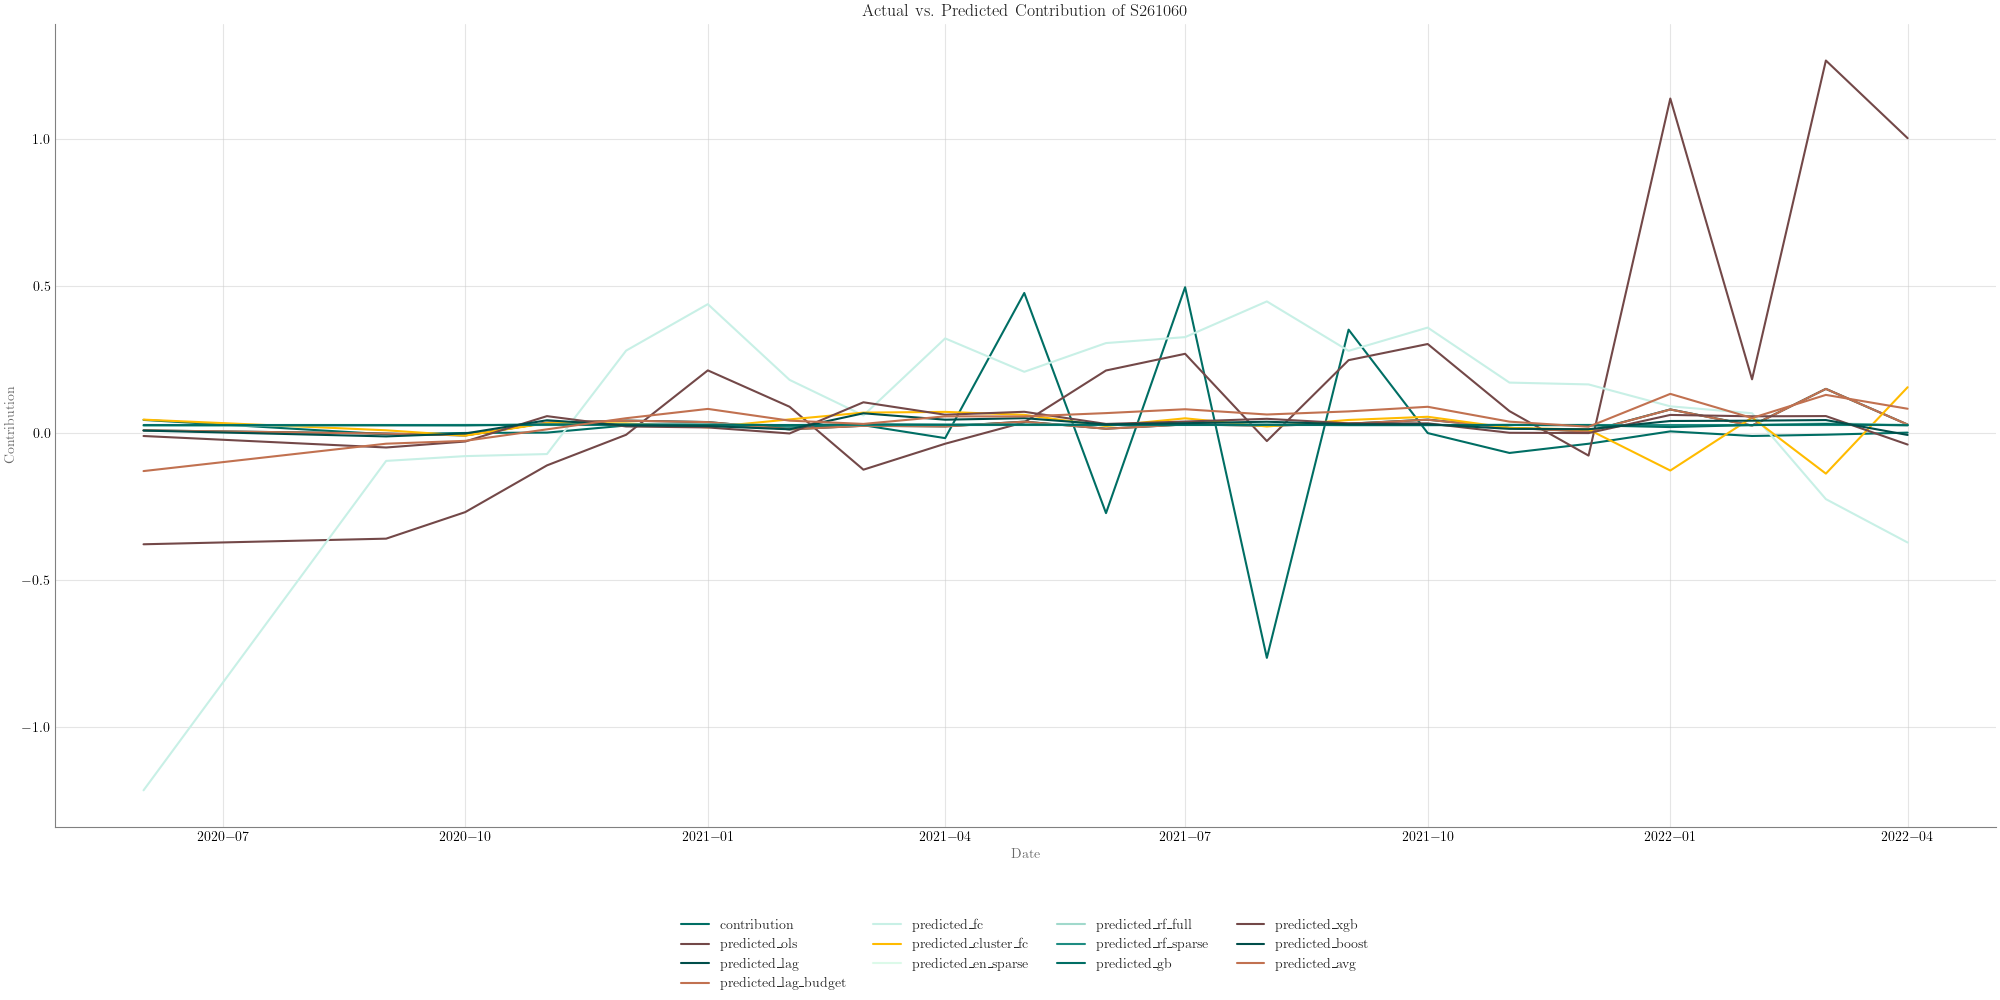 Actual vs. Predicted Contribution of S261060
Contribution
1.0
0.5
0.0
−0.5
−1.0
2020−07 2020−10 2021−01 2021−04 2021−07 2021−10 2022−01 2022−04
Date
contribution predicted_fc predicted_rf_full predicted_xgb
predicted_ols predicted_cluster_fc predicted_rf_sparse predicted_boost
predicted_lag predicted_en_sparse predicted_gb predicted_avg
predicted_lag_budget